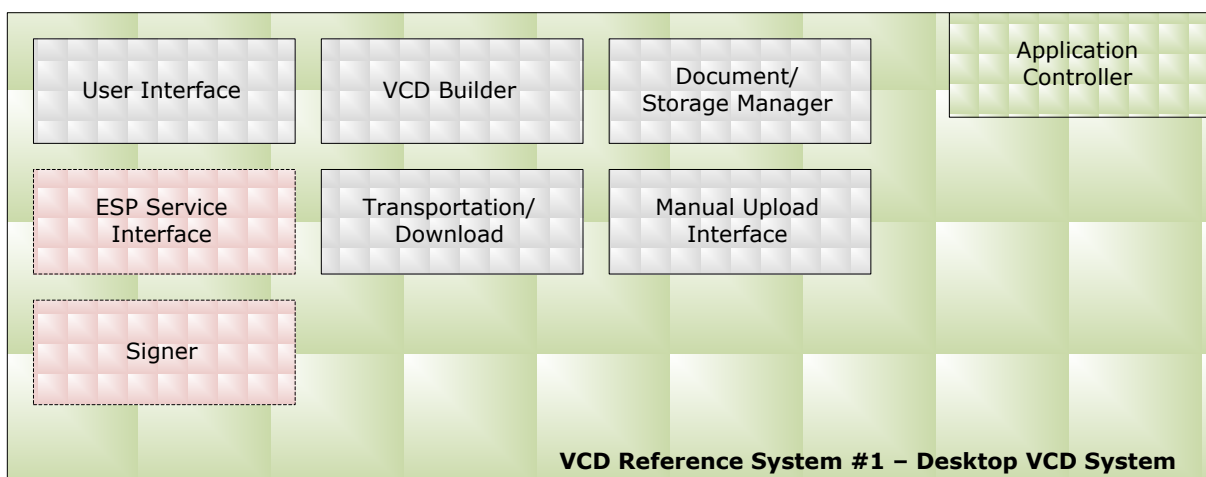 User Interface
VCD Builder
Document/
Storage Manager
Application
Controller
ESP Service
Interface
Transportation/
Download
Manual Upload
Interface
Signer
VCD Reference System #1 – Desktop VCD System